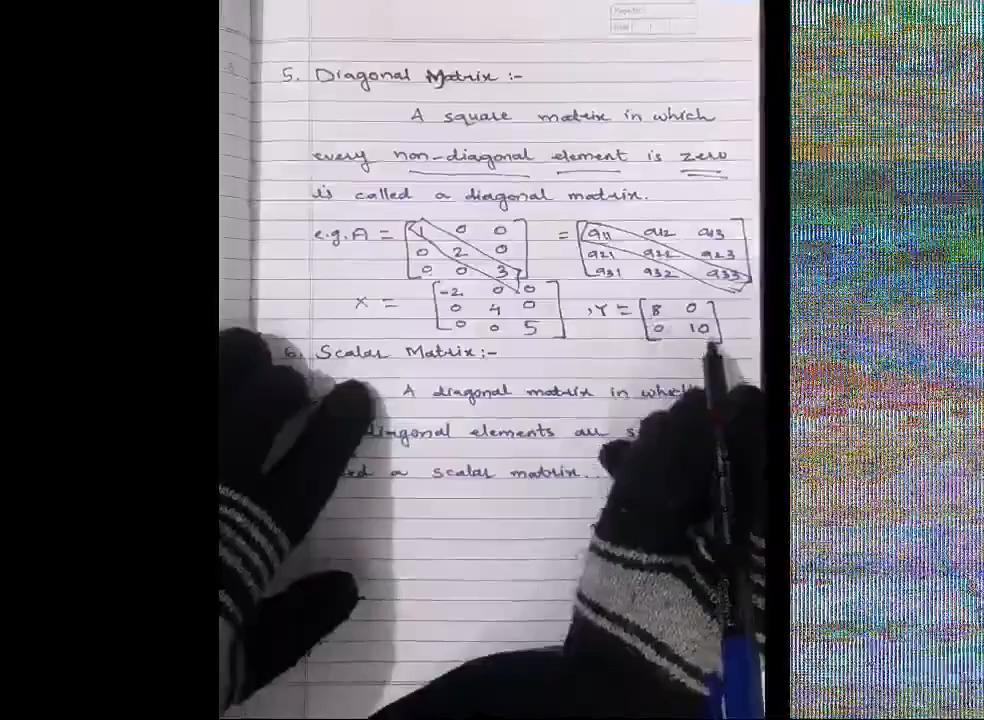 5. Diagonal Matrix :-
A square matrix in which
every non-diagonal element is zero
is called a diagonal matrix.
e.g. A = [1 0 0 = [a11 a12 a13
0 2 0 a21 a22 a23
0 0 3] a31 a32 a33]
X = [-2 0 0 , Y = [8 0
0 4 0 0 10]
0 0 5]
6. Scalar Matrix:-
A diagonal matrix in
diagonal elements are
a scalar matrix.